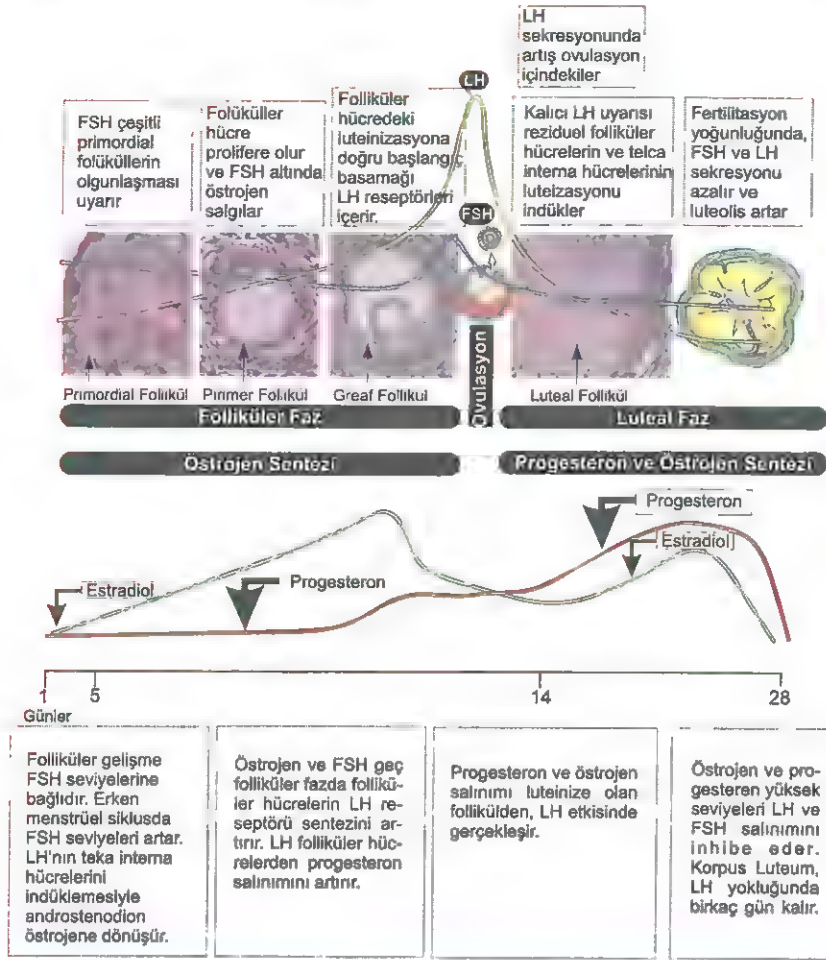 LH
sekresyonunda
artış ovulasyon
içindekiler
LH
FSH çeşitli
primordial
folüküllerin
olgunlaşması
uyarır
Folüküller
hücre
prolifere olur
ve FSH altında
östrojen
salgılar
Folliküler
hücredeki
luteinizasyona
doğru başlangıç
basamağı
LH reseptörleri
içerir.
FSH
Kalıcı LH uyarısı
reziduel folliküler
hücrelerin ve telca
interna hücrelerinin
luteizasyonu
indükler
Fertilitasyon
yoğunluğunda,
FSH ve LH
sekresyonu
azalır ve
luteolis artar
Primordial Follikül
Pirimer Follikül
Greaf Follikul
Ovulasyon
Luteal Follikül
Folliküler Faz
Luteal Faz
Östrojen Sentezi
Progesteron ve Östrojen Sentezi
Progesteron
Estradiol
Estradiol
Progesteron
1
5
14
28
Günler
Folliküler gelişme
FSH seviyelerine
bağlıdır. Erken
menstrüel siklusda
FSH seviyeleri artar.
LH'nın teka interna
hücrelerini
indüklemesiyle
androstenodion
östrojene dönüşür.
Östrojen ve FSH geç
folliküler fazda follikü-
ler hücrelerin LH re-
septörü sentezini ar-
tırır. LH folliküler hüc-
relerden progesteron
salınımını artırır.
Progesteron ve östrojen
salınımı luteinize olan
follikülden, LH etkisinde
gerçekleşir.
Östrojen ve pro-
gesteren yüksek
seviyeleri LH ve
FSH salınımını
inhibe eder.
Korpus Luteum,
LH yokluğunda
birkaç gün kalır.